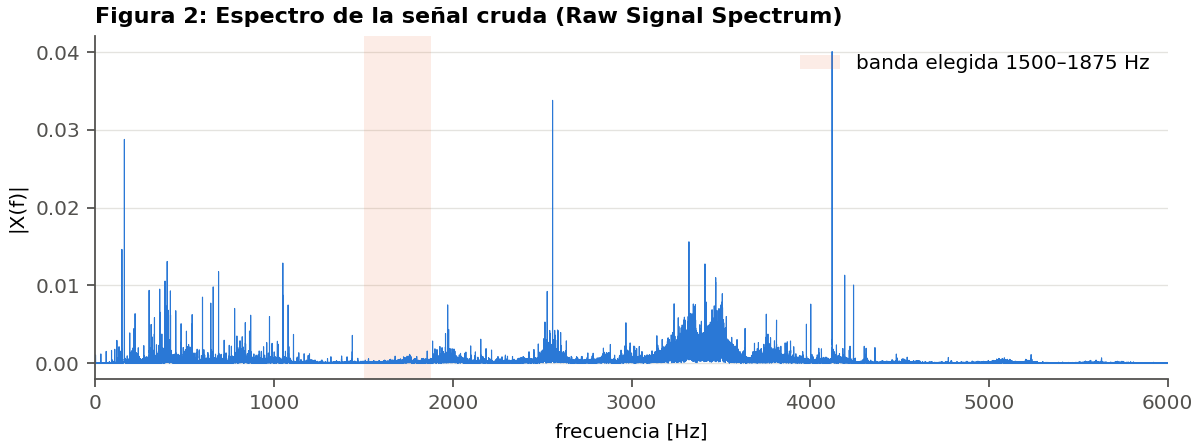 Figura 2: Espectro de la señal cruda (Raw Signal Spectrum)
banda elegida 1500–1875 Hz
|X(f)|
0.04
0.03
0.02
0.01
0.00
0 1000 2000 3000 4000 5000 6000
frecuencia [Hz]